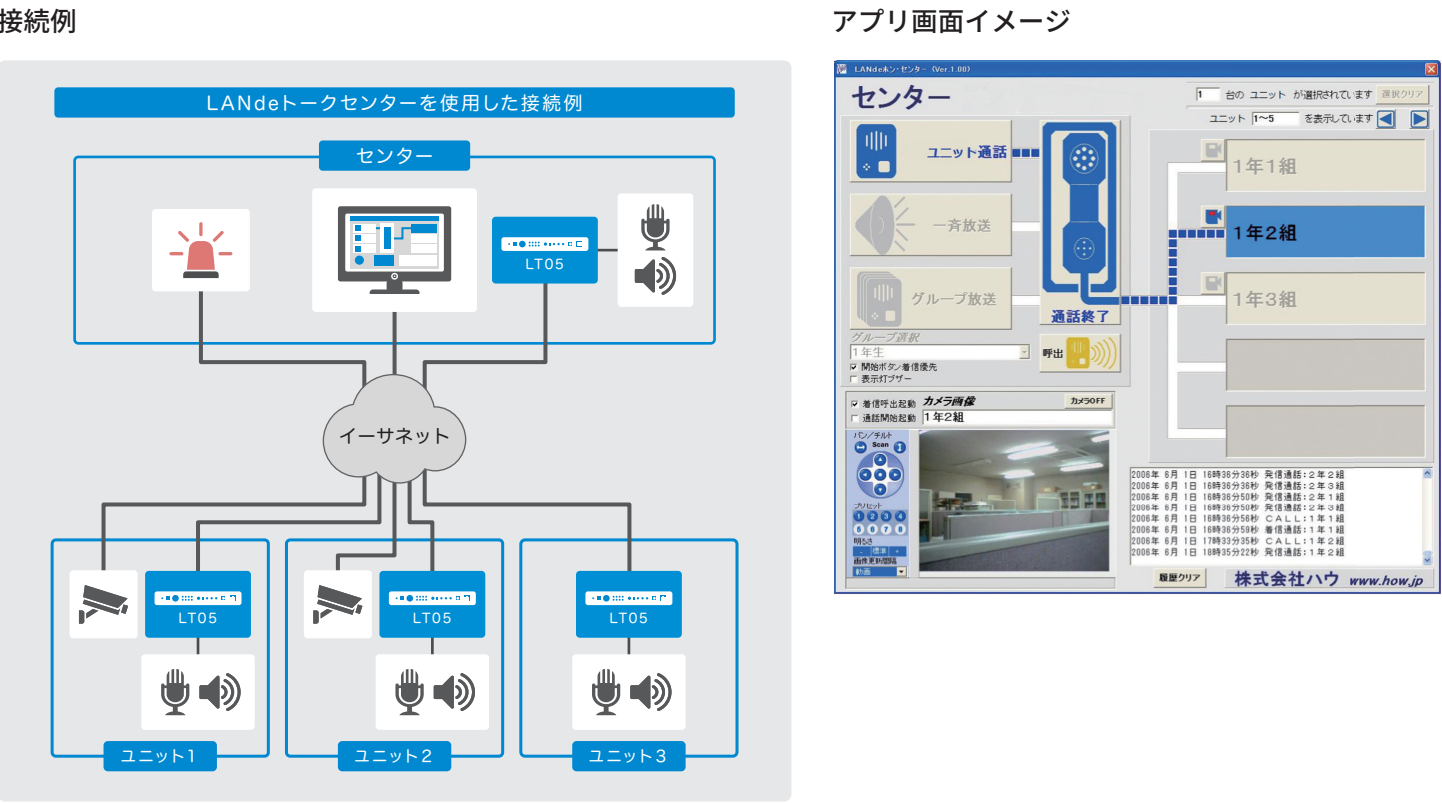 接続例
LANdeトークセンターを使用した接続例
センター
LT05
イーサネット
LT05
LT05
LT05
ユニット1
ユニット2
ユニット3
アプリ画面イメージ
LANdeホン・センター (Ver.1.00)
センター
1 台の ユニット が選択されています 選択クリア
ユニット 1～5 を表示しています
ユニット通話
一斉放送
グループ放送
通話終了
グループ選択
1年生
呼出
開始ボタン着信優先
表示灯ブザー
1年1組
1年2組
1年3組
着信呼出起動 カメラ画像 カメラOFF
通話開始起動 1年2組
パン/チルト
Scan
プリセット
1 2 3 4
5 6 7 8
明るさ
- 標準 +
画像更新間隔
動画
2006年 6月 1日 16時36分36秒 発信通話:2年2組
2006年 6月 1日 16時36分36秒 発信通話:2年3組
2006年 6月 1日 16時36分50秒 発信通話:2年1組
2006年 6月 1日 16時36分50秒 発信通話:2年3組
2006年 6月 1日 16時36分56秒 CALL:1年1組
2006年 6月 1日 16時36分59秒 着信通話:1年1組
2006年 6月 1日 17時33分35秒 CALL:1年2組
2006年 6月 1日 18時35分22秒 発信通話:1年2組
履歴クリア 株式会社ハウ www.how.jp